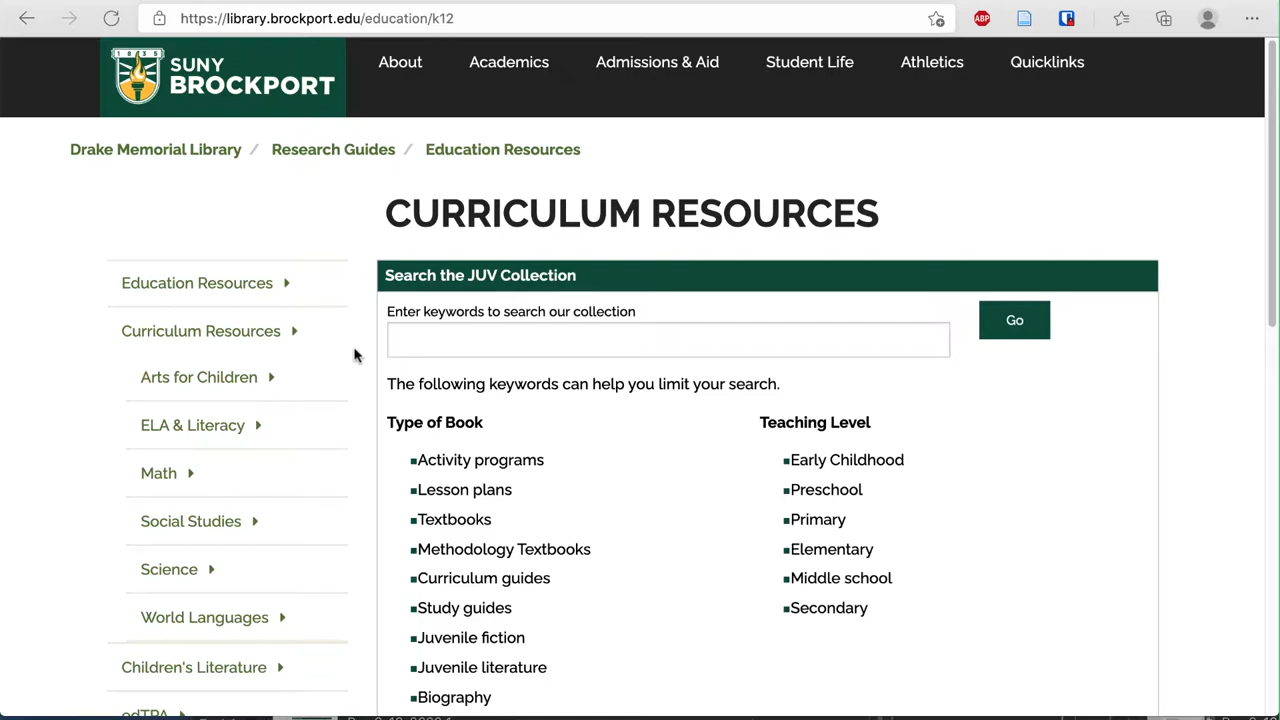 https://library.brockport.edu/education/k12
ABP
1835
SUNY
BROCKPORT
About
Academics
Admissions & Aid
Student Life
Athletics
Quicklinks
Drake Memorial Library / Research Guides / Education Resources
CURRICULUM RESOURCES
Education Resources
Curriculum Resources
Arts for Children
ELA & Literacy
Math
Social Studies
Science
World Languages
Children's Literature
edTPA
Search the JUV Collection
Enter keywords to search our collection
Go
The following keywords can help you limit your search.
Type of Book
Activity programs
Lesson plans
Textbooks
Methodology Textbooks
Curriculum guides
Study guides
Juvenile fiction
Juvenile literature
Biography
Teaching Level
Early Childhood
Preschool
Primary
Elementary
Middle school
Secondary